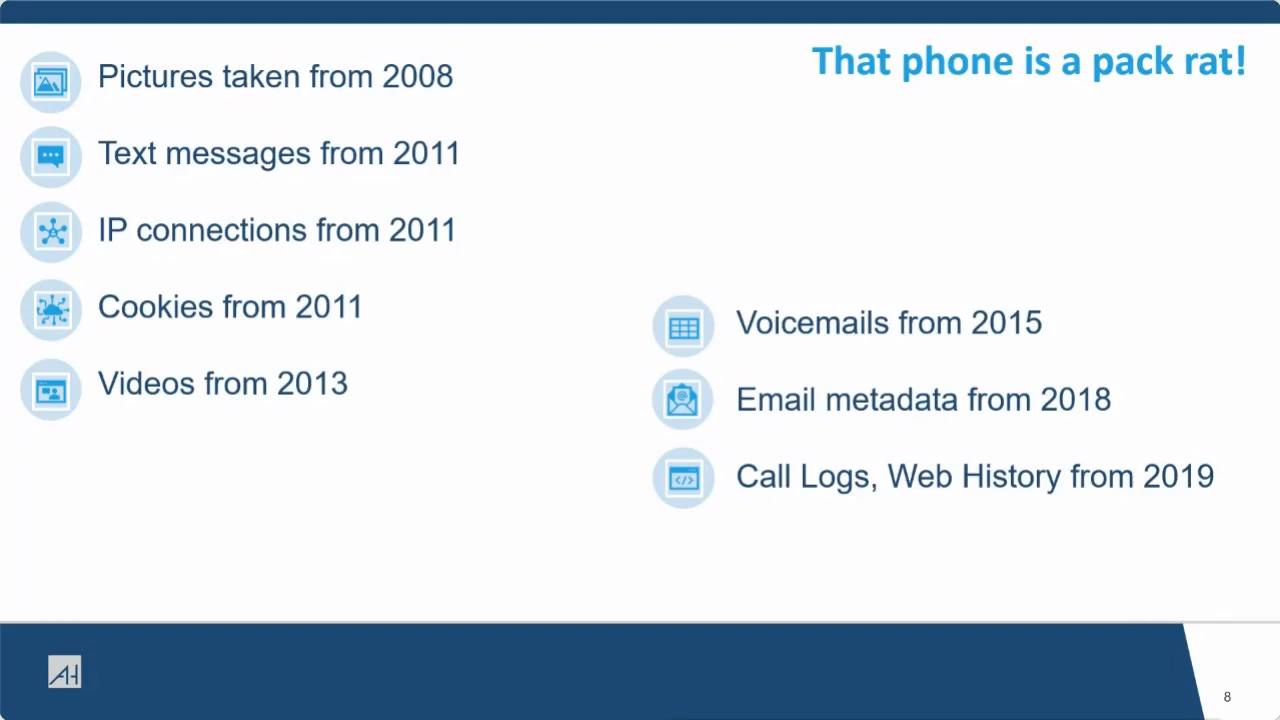 That phone is a pack rat!
Pictures taken from 2008
Text messages from 2011
IP connections from 2011
Cookies from 2011
Videos from 2013
Voicemails from 2015
Email metadata from 2018
Call Logs, Web History from 2019
AH
8